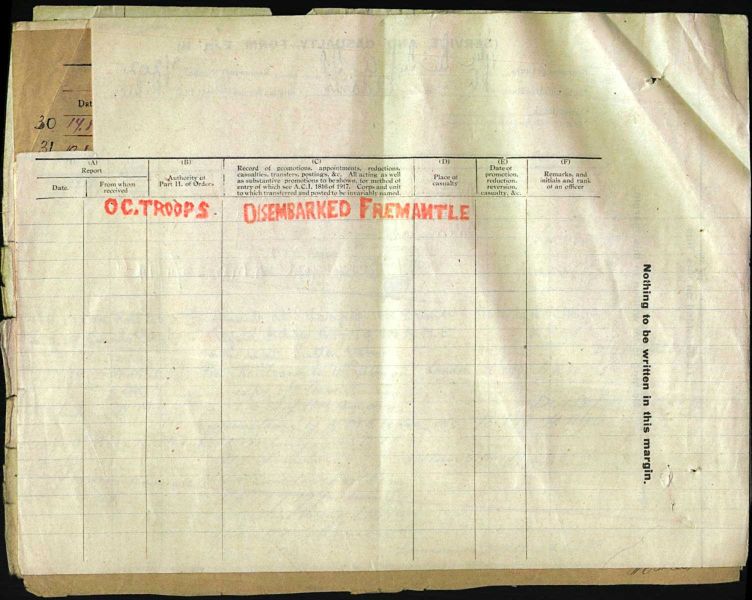 Dat
30
31
(A)
Report
Date.
From whom
received
(B)
Authority of
Part II. of Orders
(C)
Record of promotions, appointments, reductions,
casualties, transfers, postings, &c. All acting as well
as substantive promotions to be shown, for method of
entry of which see A.C.I. 1816 of 1917. Corps and unit
to which transferred and posted to be invariably named.
(D)
Place of
casualty
(E)
Date of
promotion,
reduction,
reversion,
casualty, &c.
(F)
Remarks, and
initials and rank
of an officer
OC. TROOPS.
DISEMBARKED FREMANTLE
Nothing to be written in this margin.